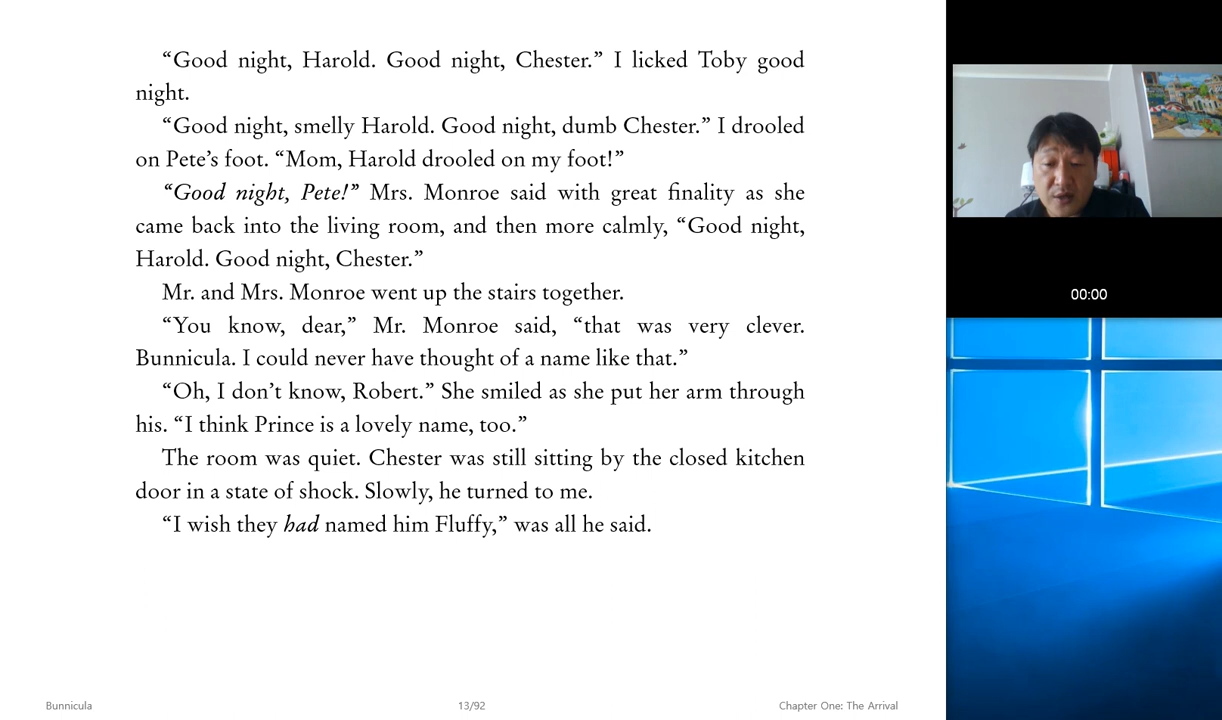 “Good night, Harold. Good night, Chester.” I licked Toby good
night.
“Good night, smelly Harold. Good night, dumb Chester.” I drooled
on Pete’s foot. “Mom, Harold drooled on my foot!”
“Good night, Pete!” Mrs. Monroe said with great finality as she
came back into the living room, and then more calmly, “Good night,
Harold. Good night, Chester.”
Mr. and Mrs. Monroe went up the stairs together.
“You know, dear,” Mr. Monroe said, “that was very clever.
Bunnicula. I could never have thought of a name like that.”
“Oh, I don’t know, Robert.” She smiled as she put her arm through
his. “I think Prince is a lovely name, too.”
The room was quiet. Chester was still sitting by the closed kitchen
door in a state of shock. Slowly, he turned to me.
“I wish they had named him Fluffy,” was all he said.
Bunnicula
13/92
Chapter One: The Arrival
00:00